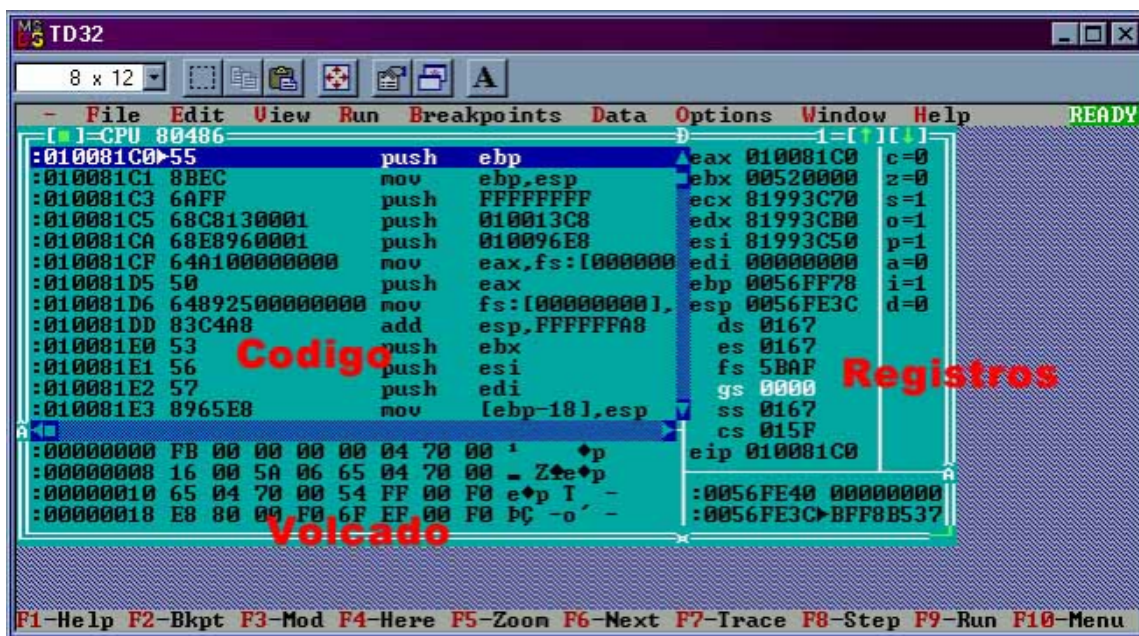 TD32
8 x 12
A
- File Edit View Run Breakpoints Data Options Window Help READY
[■]=CPU 80486 1=[↑][↓]
:010081C0►55 push ebp eax 010081C0 c=0
:010081C1 8BEC mov ebp,esp ebx 00520000 z=0
:010081C3 6AFF push FFFFFFFF ecx 81993C70 s=1
:010081C5 68C8130001 push 010013C8 edx 81993CB0 o=1
:010081CA 68E8960001 push 010096E8 esi 81993C50 p=1
:010081CF 64A100000000 mov eax,fs:[000000 edi 00000000 a=0
:010081D5 50 push eax ebp 0056FF78 i=1
:010081D6 64892500000000 mov fs:[00000000], esp 0056FE3C d=0
:010081DD 83C4A8 add esp,FFFFFFA8 ds 0167
:010081E0 53 push ebx es 0167
:010081E1 56 push esi fs 5BAF
:010081E2 57 push edi gs 0000
:010081E3 8965E8 mov [ebp-18],esp ss 0167
cs 015F
Codigo
Registros
:00000000 FB 00 00 00 00 04 70 00 ¹ ♦p eip 010081C0
:00000008 16 00 5A 06 65 04 70 00 Z♠e♦p
:00000010 65 04 70 00 54 FF 00 F0 e♦p T - :0056FE40 00000000
:00000018 E8 80 00 F0 6F EF 00 F0 ÞÇ -o´ - :0056FE3C►BFF8B537
Volcado
F1-Help F2-Bkpt F3-Mod F4-Here F5-Zoom F6-Next F7-Trace F8-Step F9-Run F10-Menu